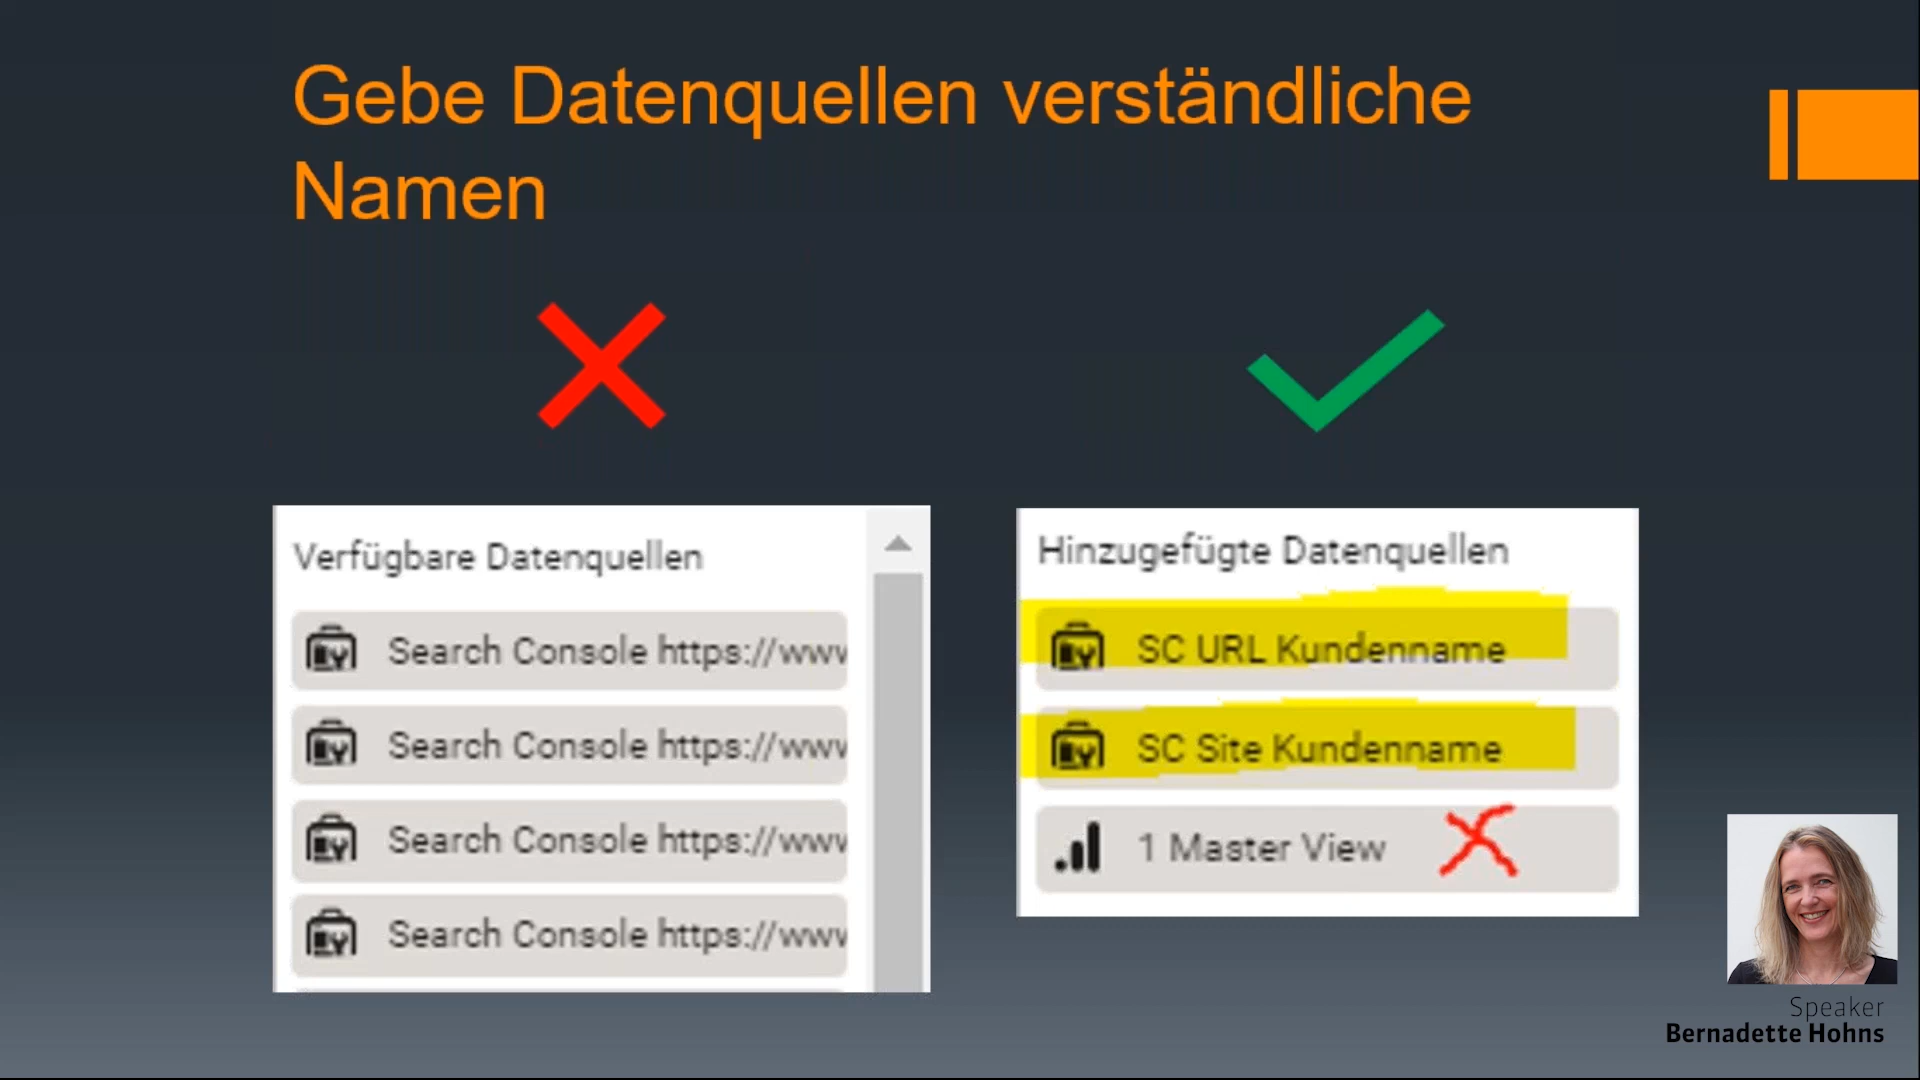 Gebe Datenquellen verständliche
Namen
Verfügbare Datenquellen
Search Console https://www
Search Console https://www
Search Console https://www
Search Console https://www
Hinzugefügte Datenquellen
SC URL Kundenname
SC Site Kundenname
1 Master View
Speaker
Bernadette Hohns